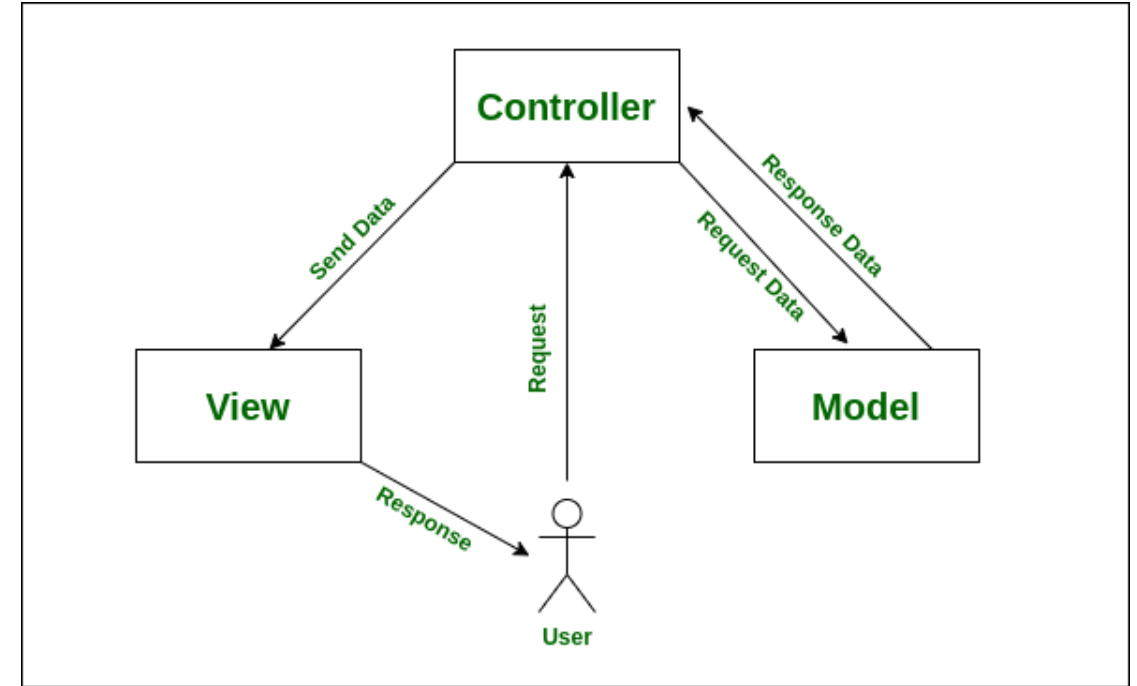 Controller
Send Data
Response Data
Request Data
Request
View
Model
Response
User